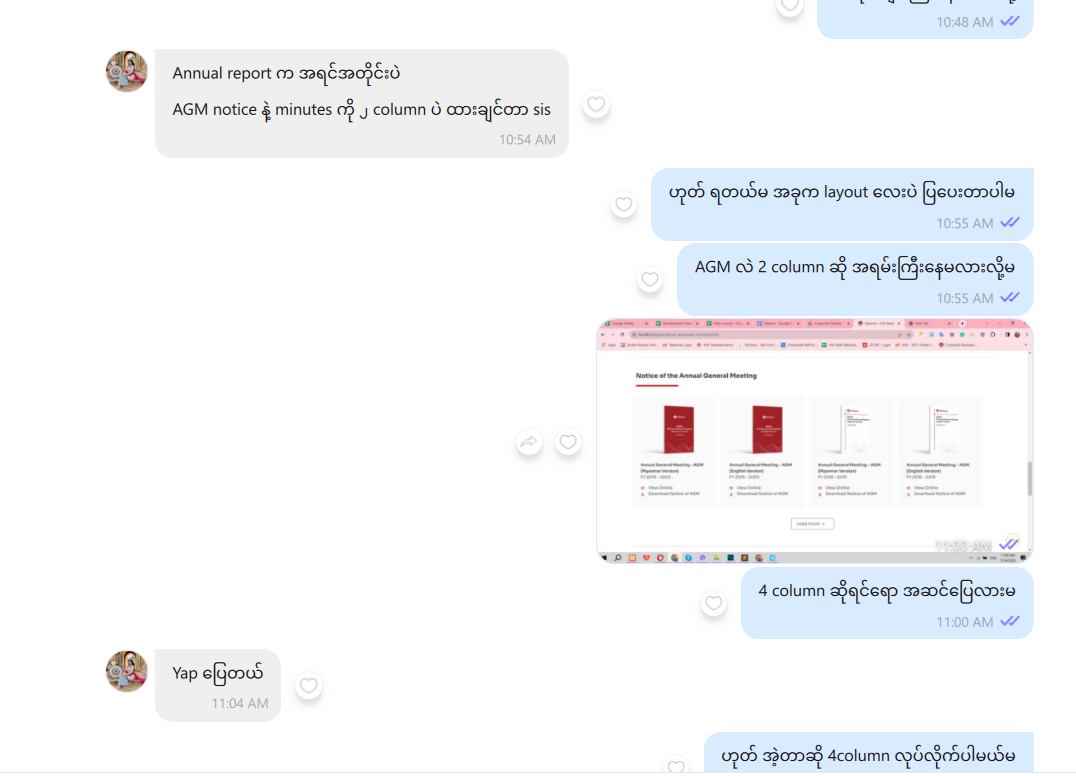 10:48 AM
Annual report က အရင်အတိုင်းပဲ
AGM notice နဲ့ minutes ကို ၂ column ပဲ ထားချင်တာ sis
10:54 AM
ဟုတ် ရတယ်မ အခုက layout လေးပဲ ပြပေးတာပါမ
10:55 AM
AGM လဲ 2 column ဆို အရမ်းကြီးနေမလားလို့မ
10:55 AM
Notice of the Annual General Meeting
Annual General Meeting - AGM
(Myanmar Version)
FY 2019 - 2020
View Online
Download Notice of AGM
Annual General Meeting - AGM
(English Version)
FY 2019 - 2020
View Online
Download Notice of AGM
Annual General Meeting - AGM
(Myanmar Version)
FY 2018 - 2019
View Online
Download Notice of AGM
Annual General Meeting - AGM
(English Version)
FY 2018 - 2019
View Online
Download Notice of AGM
Load more
11:00 AM
4 column ဆိုရင်ရော အဆင်ပြေလားမ
11:00 AM
Yap ပြေတယ်
11:04 AM
ဟုတ် အဲ့တာဆို 4column လုပ်လိုက်ပါမယ်မ